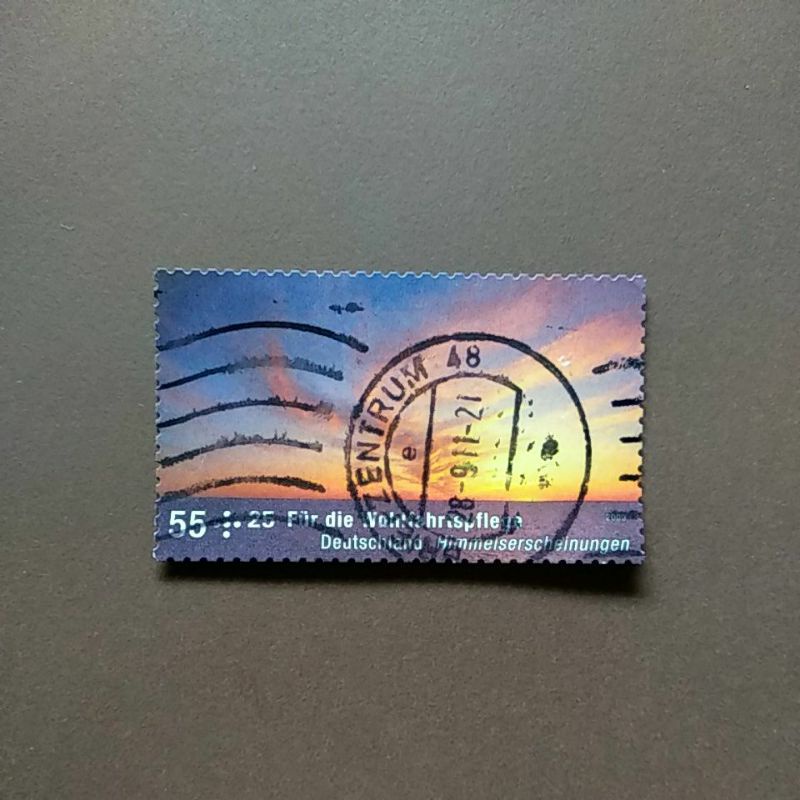 ZENTRUM 48
e
55 + 25 Für die Wohlfahrtspflege
Deutschland Himmelserscheinungen